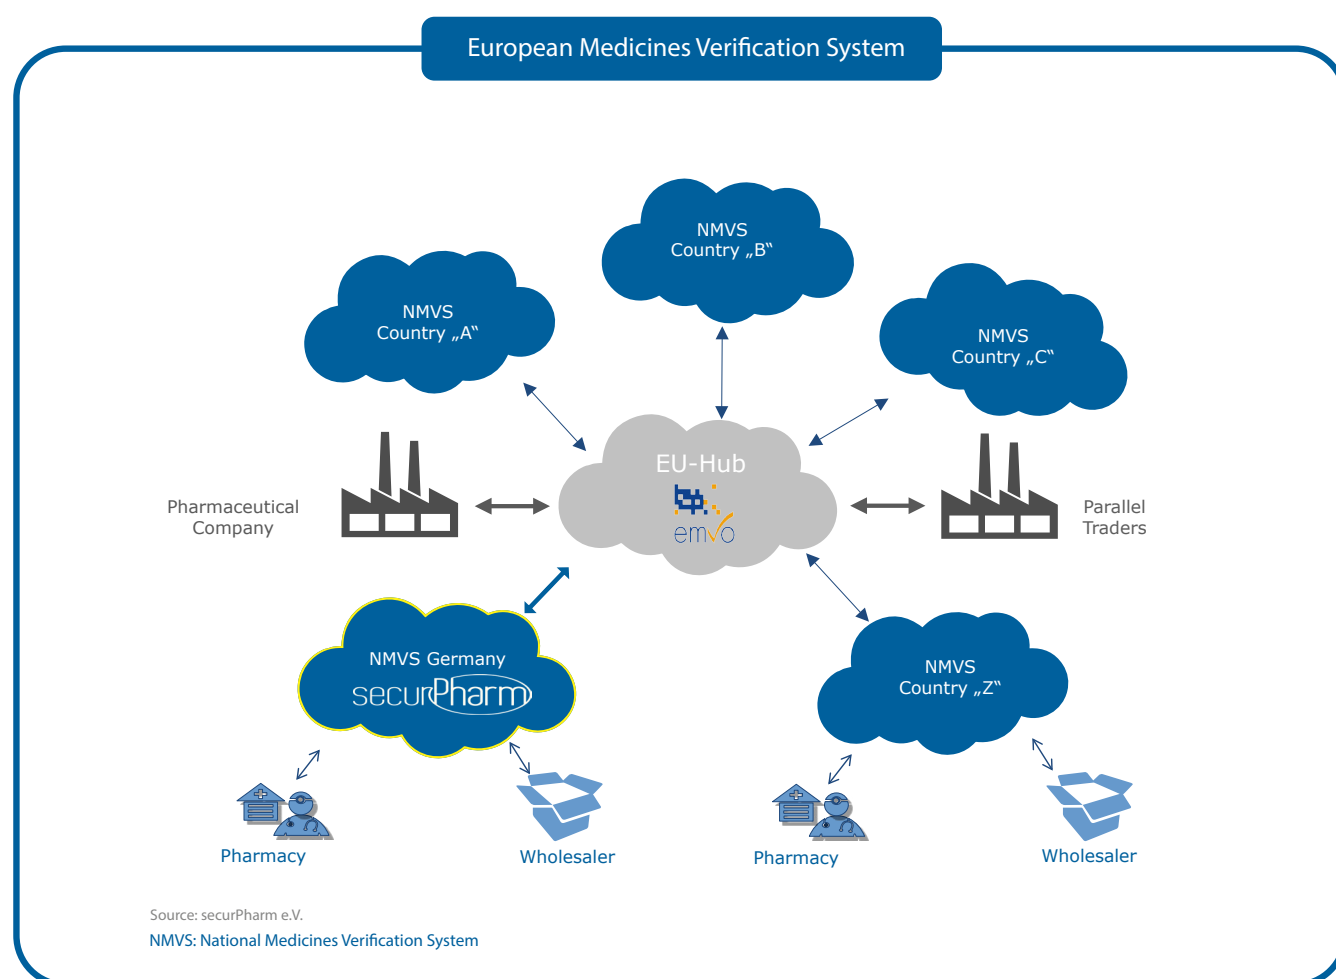 European Medicines Verification System
NMVS
Country „B“
NMVS
Country „A“
NMVS
Country „C“
EU-Hub
emvo
Pharmaceutical
Company
Parallel
Traders
NMVS Germany
securPharm
NMVS
Country „Z“
Pharmacy
Wholesaler
Pharmacy
Wholesaler
Source: securPharm e.V.
NMVS: National Medicines Verification System